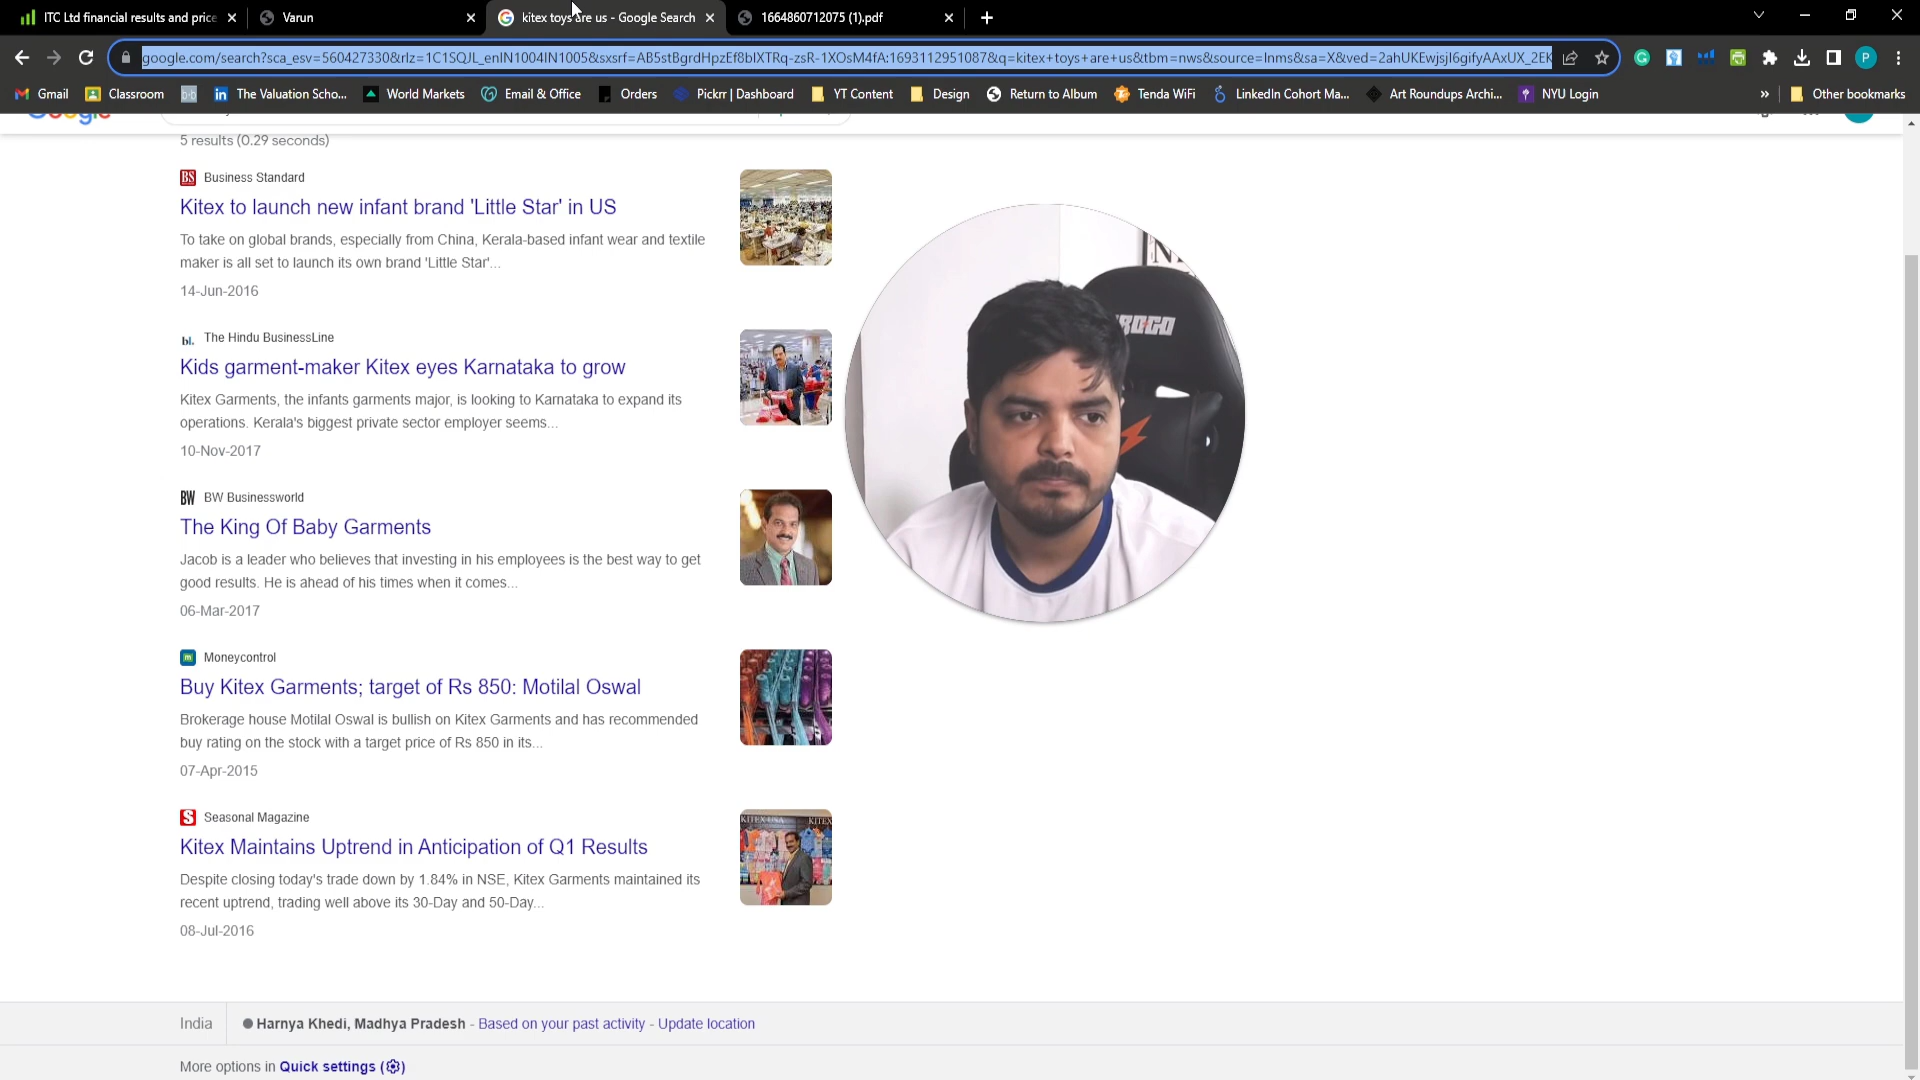 ITC Ltd financial results and price
Varun
kitex toys are us - Google Search
1664860712075 (1).pdf
google.com/search?sca_esv=560427330&rlz=1C1SQJL_enIN1004IN1005&sxsrf=AB5stBgrdHpzEf8bIXTRq-zsR-1XOsM4fA:1693112951087&q=kitex+toys+are+us&tbm=nws&source=lnms&sa=X&ved=2ahUKEwjsjI6gifyAAxUX_2EK
Gmail
Classroom
The Valuation Scho...
World Markets
Email & Office
Orders
Pickrr | Dashboard
YT Content
Design
Return to Album
Tenda WiFi
LinkedIn Cohort Ma...
Art Roundups Archi...
NYU Login
»
Other bookmarks
5 results (0.29 seconds)
BS Business Standard
Kitex to launch new infant brand 'Little Star' in US
To take on global brands, especially from China, Kerala-based infant wear and textile
maker is all set to launch its own brand 'Little Star'...
14-Jun-2016
bl. The Hindu BusinessLine
Kids garment-maker Kitex eyes Karnataka to grow
Kitex Garments, the infants garments major, is looking to Karnataka to expand its
operations. Kerala's biggest private sector employer seems...
10-Nov-2017
BW BW Businessworld
The King Of Baby Garments
Jacob is a leader who believes that investing in his employees is the best way to get
good results. He is ahead of his times when it comes...
06-Mar-2017
m Moneycontrol
Buy Kitex Garments; target of Rs 850: Motilal Oswal
Brokerage house Motilal Oswal is bullish on Kitex Garments and has recommended
buy rating on the stock with a target price of Rs 850 in its...
07-Apr-2015
S Seasonal Magazine
Kitex Maintains Uptrend in Anticipation of Q1 Results
Despite closing today's trade down by 1.84% in NSE, Kitex Garments maintained its
recent uptrend, trading well above its 30-Day and 50-Day...
08-Jul-2016
KITEX USA
KITEX
India
Harnya Khedi, Madhya Pradesh - Based on your past activity - Update location
More options in Quick settings